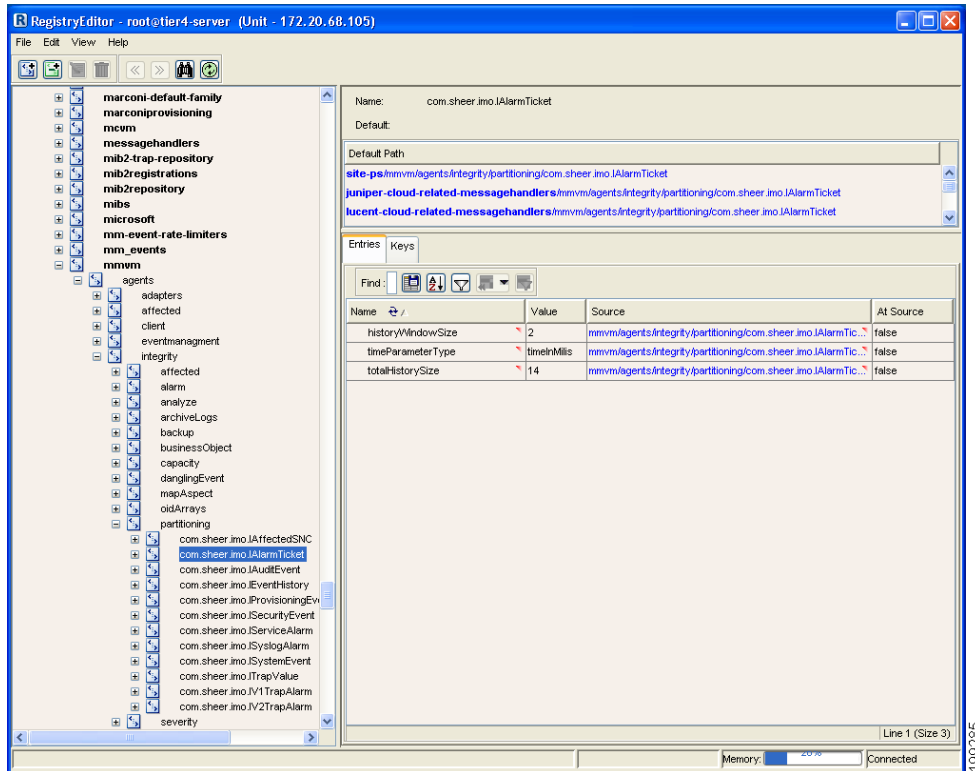 RegistryEditor - root@tier4-server (Unit - 172.20.68.105)
File Edit View Help
marconi-default-family
marconiprovisioning
mcvm
messagehandlers
mib2-trap-repository
mib2registrations
mib2repository
mibs
microsoft
mm-event-rate-limiters
mm_events
mmvm
agents
adapters
affected
client
eventmanagment
integrity
affected
alarm
analyze
archiveLogs
backup
businessObject
capacity
danglingEvent
mapAspect
oidArrays
partitioning
com.sheer.imo.IAffectedSNC
com.sheer.imo.IAlarmTicket
com.sheer.imo.IAuditEvent
com.sheer.imo.IEventHistory
com.sheer.imo.IProvisioningEv
com.sheer.imo.ISecurityEvent
com.sheer.imo.IServiceAlarm
com.sheer.imo.ISyslogAlarm
com.sheer.imo.ISystemEvent
com.sheer.imo.ITrapValue
com.sheer.imo.IV1TrapAlarm
com.sheer.imo.IV2TrapAlarm
severity
Name: com.sheer.imo.IAlarmTicket
Default:
Default Path
site-ps/mmvm/agents/integrity/partitioning/com.sheer.imo.IAlarmTicket
juniper-cloud-related-messagehandlers/mmvm/agents/integrity/partitioning/com.sheer.imo.IAlarmTicket
lucent-cloud-related-messagehandlers/mmvm/agents/integrity/partitioning/com.sheer.imo.IAlarmTicket
Entries Keys
Find:
Name Value Source At Source
historyWindowSize 2 mmvm/agents/integrity/partitioning/com.sheer.imo.IAlarmTic... false
timeParameterType timeInMilis mmvm/agents/integrity/partitioning/com.sheer.imo.IAlarmTic... false
totalHistorySize 14 mmvm/agents/integrity/partitioning/com.sheer.imo.IAlarmTic... false
Line 1 (Size 3)
Memory: 20% Connected
199285